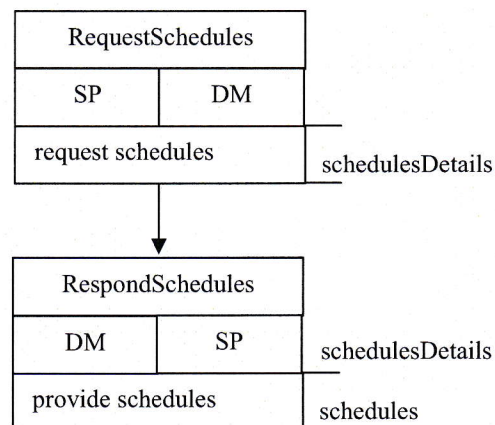 RequestSchedules
SP DM
request schedules
schedulesDetails
RespondSchedules
DM SP
schedulesDetails
provide schedules
schedules